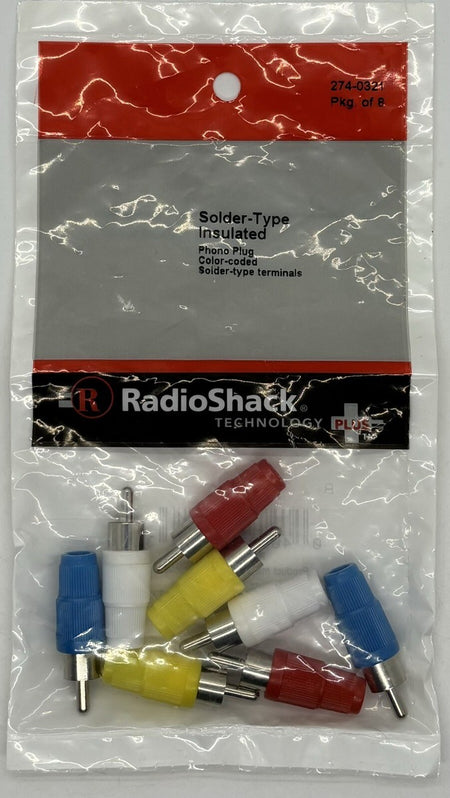 274-0321
Pkg. of 8
Solder-Type
Insulated
Phono Plug
Color-coded
Solder-type terminals
R RadioShack®
TECHNOLOGY PLUS